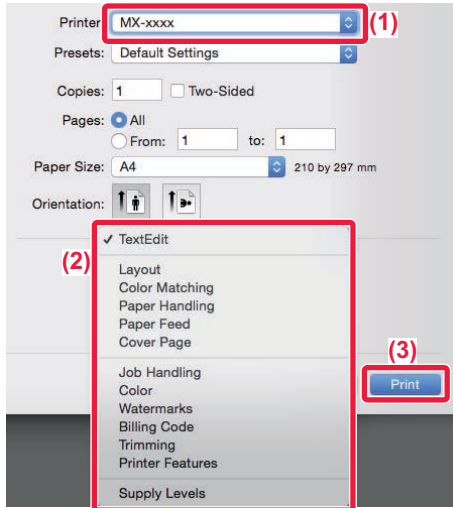 Printer: MX-xxxx (1)
Presets: Default Settings
Copies: 1 Two-Sided
Pages: All
From: 1 to: 1
Paper Size: A4 210 by 297 mm
Orientation:
✓ TextEdit
(2)
Layout
Color Matching
Paper Handling
Paper Feed
Cover Page
(3)
Job Handling
Print
Color
Watermarks
Billing Code
Trimming
Printer Features
Supply Levels